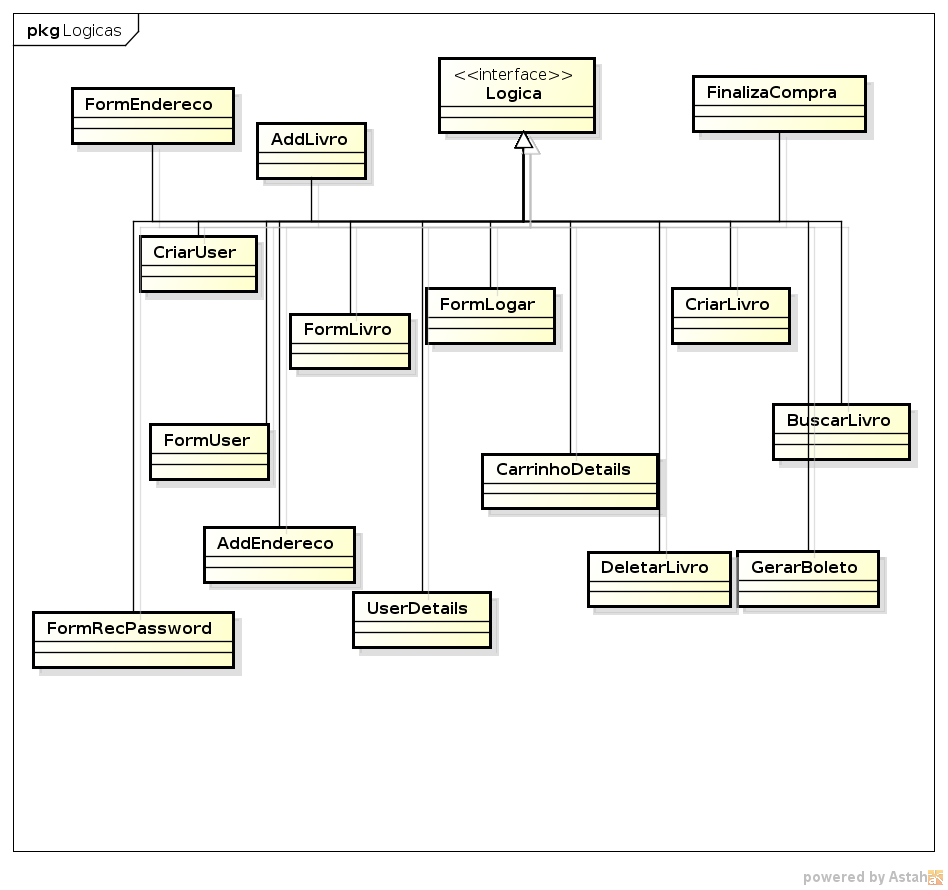 pkg Logicas
<<interface>>
Logica
FinalizaCompra
FormEndereco
AddLivro
CriarUser
FormLogar
CriarLivro
FormLivro
BuscarLivro
FormUser
CarrinhoDetails
AddEndereco
DeletarLivro
GerarBoleto
UserDetails
FormRecPassword
powered by Astah